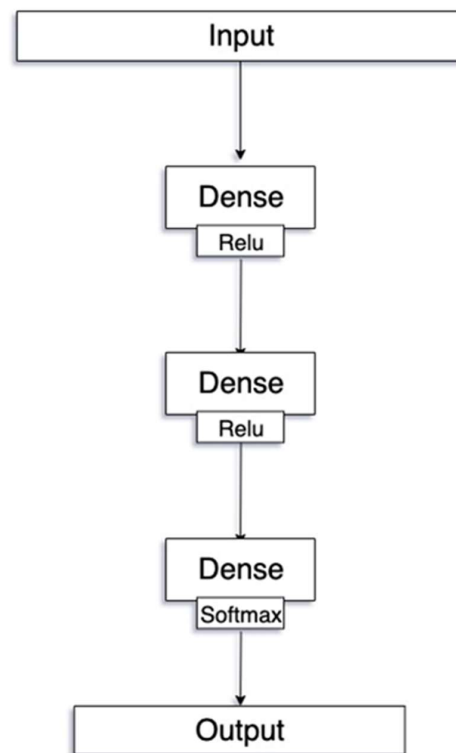 Input
Dense
Relu
Dense
Relu
Dense
Softmax
Output